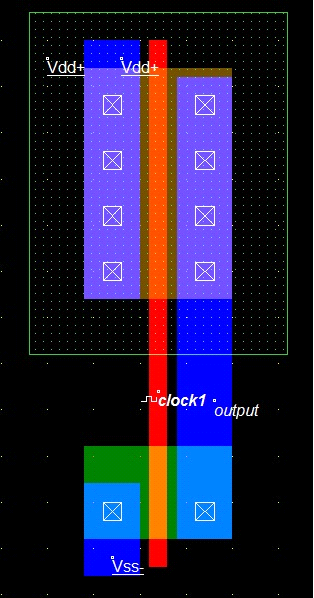 Vdd+ Vdd+
clock1
output
Vss-